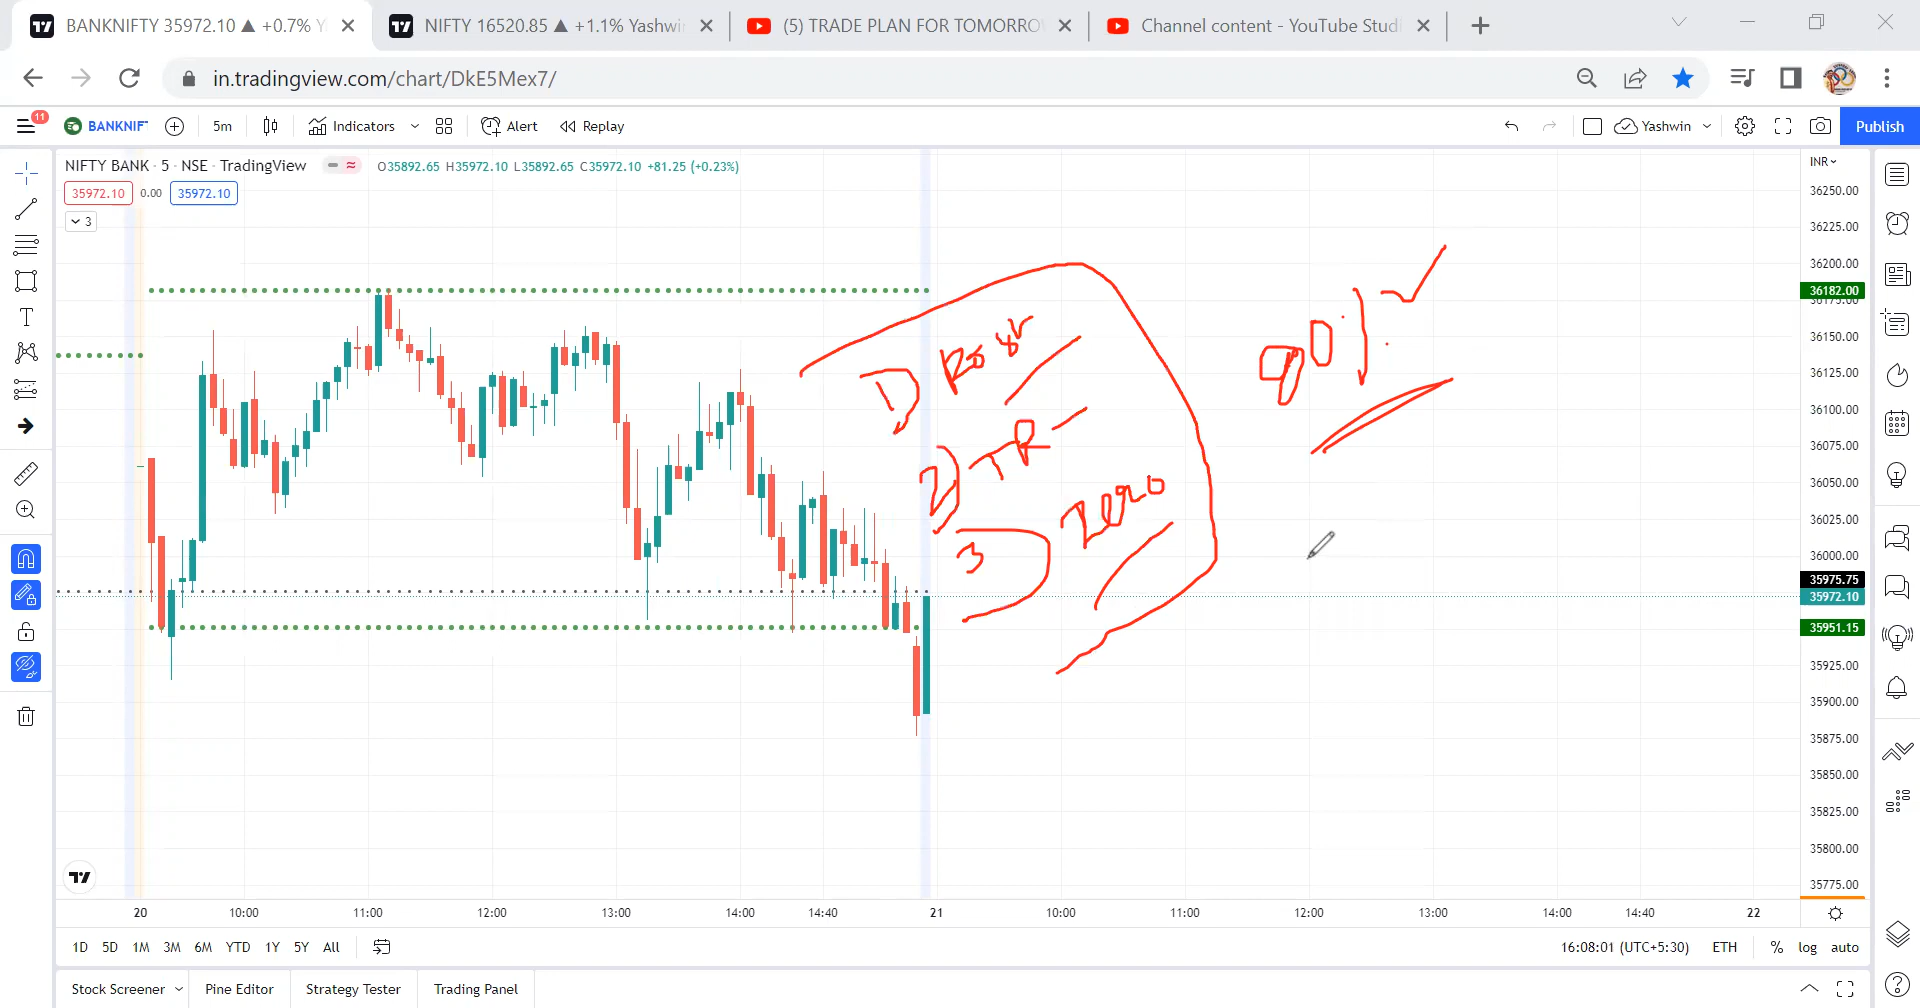 BANKNIFTY 35972.10 ▲ +0.7% Y
NIFTY 16520.85 ▲ +1.1% Yashwi
(5) TRADE PLAN FOR TOMORRO
Channel content - YouTube Studi
in.tradingview.com/chart/DkE5Mex7/
11
BANKNIF
5m
Indicators
Alert
Replay
Yashwin
Publish
NIFTY BANK · 5 · NSE · TradingView
O35892.65 H35972.10 L35892.65 C35972.10 +81.25 (+0.23%)
INR
35972.10 0.00 35972.10
3
36250.00
36225.00
36200.00
36182.00
36175.00
36150.00
36125.00
36100.00
36075.00
36050.00
36025.00
36000.00
35975.75
35972.10
35951.15
35925.00
35900.00
35875.00
35850.00
35825.00
35800.00
35775.00
2) TR
3
Zero
20 10:00 11:00 12:00 13:00 14:00 14:40 21 10:00 11:00 12:00 13:00 14:00 14:40 22
1D 5D 1M 3M 6M YTD 1Y 5Y All
16:08:01 (UTC+5:30) ETH % log auto
Stock Screener Pine Editor Strategy Tester Trading Panel